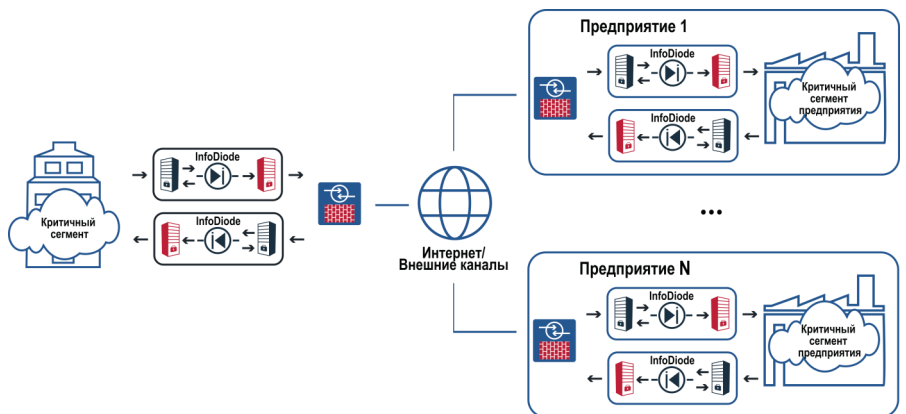 Критичный
сегмент
InfoDiode
InfoDiode
Интернет/
Внешние каналы
Предприятие 1
InfoDiode
InfoDiode
Критичный
сегмент
предприятия
...
Предприятие N
InfoDiode
InfoDiode
Критичный
сегмент
предприятия